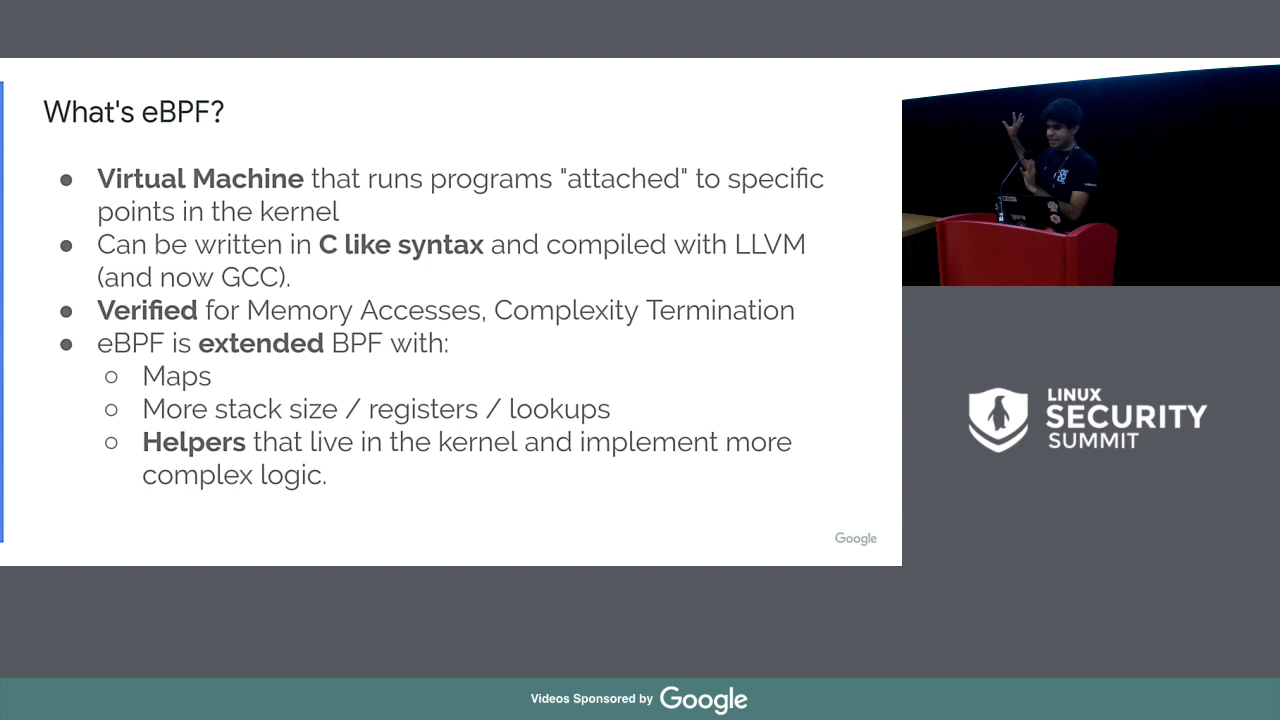 What's eBPF?
● Virtual Machine that runs programs "attached" to specific
points in the kernel
● Can be written in C like syntax and compiled with LLVM
(and now GCC).
● Verified for Memory Accesses, Complexity Termination
● eBPF is extended BPF with:
○ Maps
○ More stack size / registers / lookups
○ Helpers that live in the kernel and implement more
complex logic.
Google
LINUX
SECURITY
SUMMIT
Videos Sponsored by Google